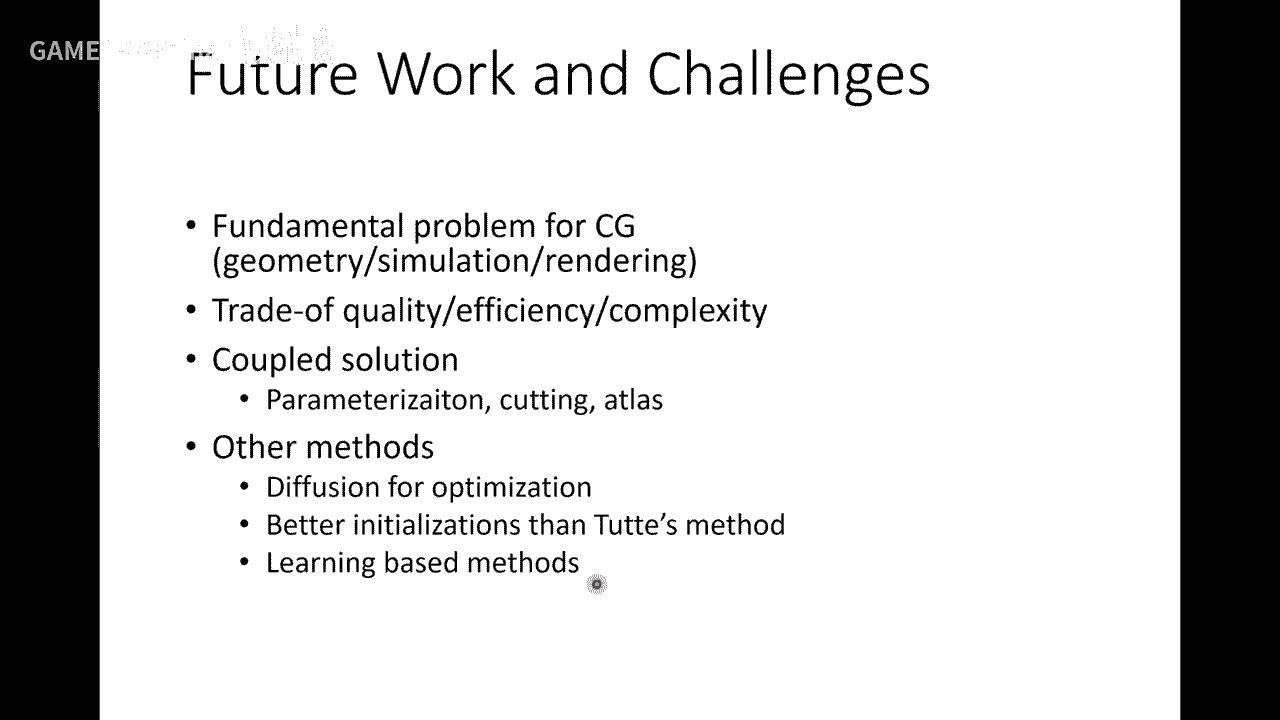 GAME
Future Work and Challenges
• Fundamental problem for CG
(geometry/simulation/rendering)
• Trade-of quality/efficiency/complexity
• Coupled solution
• Parameterizaiton, cutting, atlas
• Other methods
• Diffusion for optimization
• Better initializations than Tutte’s method
• Learning based methods